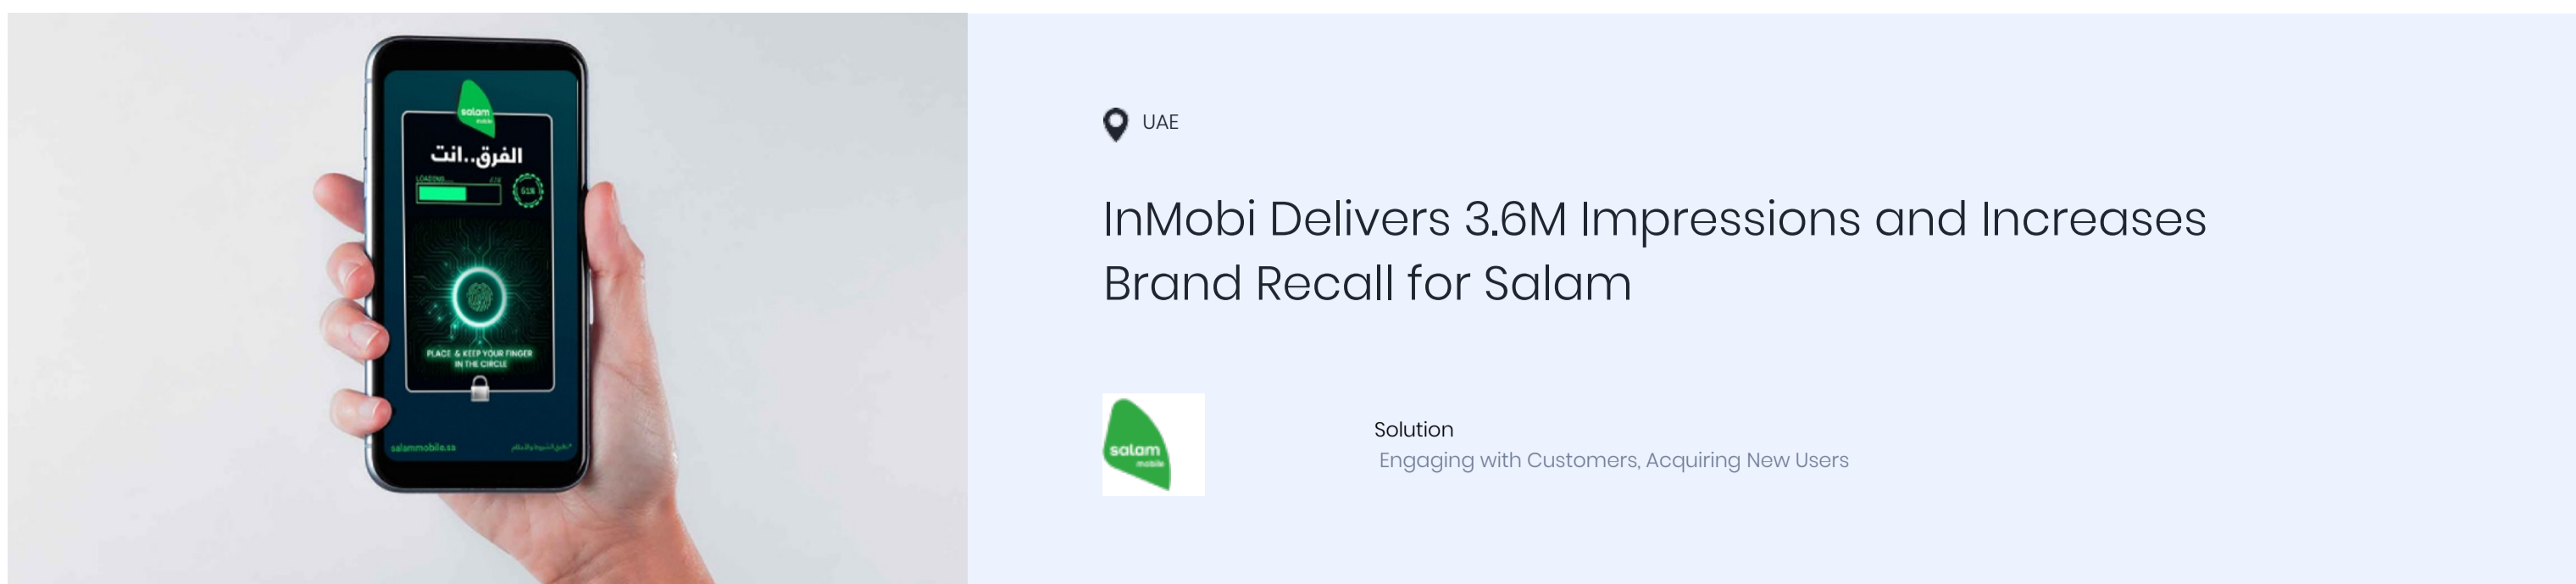 salam
mobile
الفرق..انت
LOADING....
PLACE & KEEP YOUR FINGER
IN THE CIRCLE
salammobile.sa
UAE
InMobi Delivers 3.6M Impressions and Increases
Brand Recall for Salam
salam
mobile
Solution
Engaging with Customers, Acquiring New Users